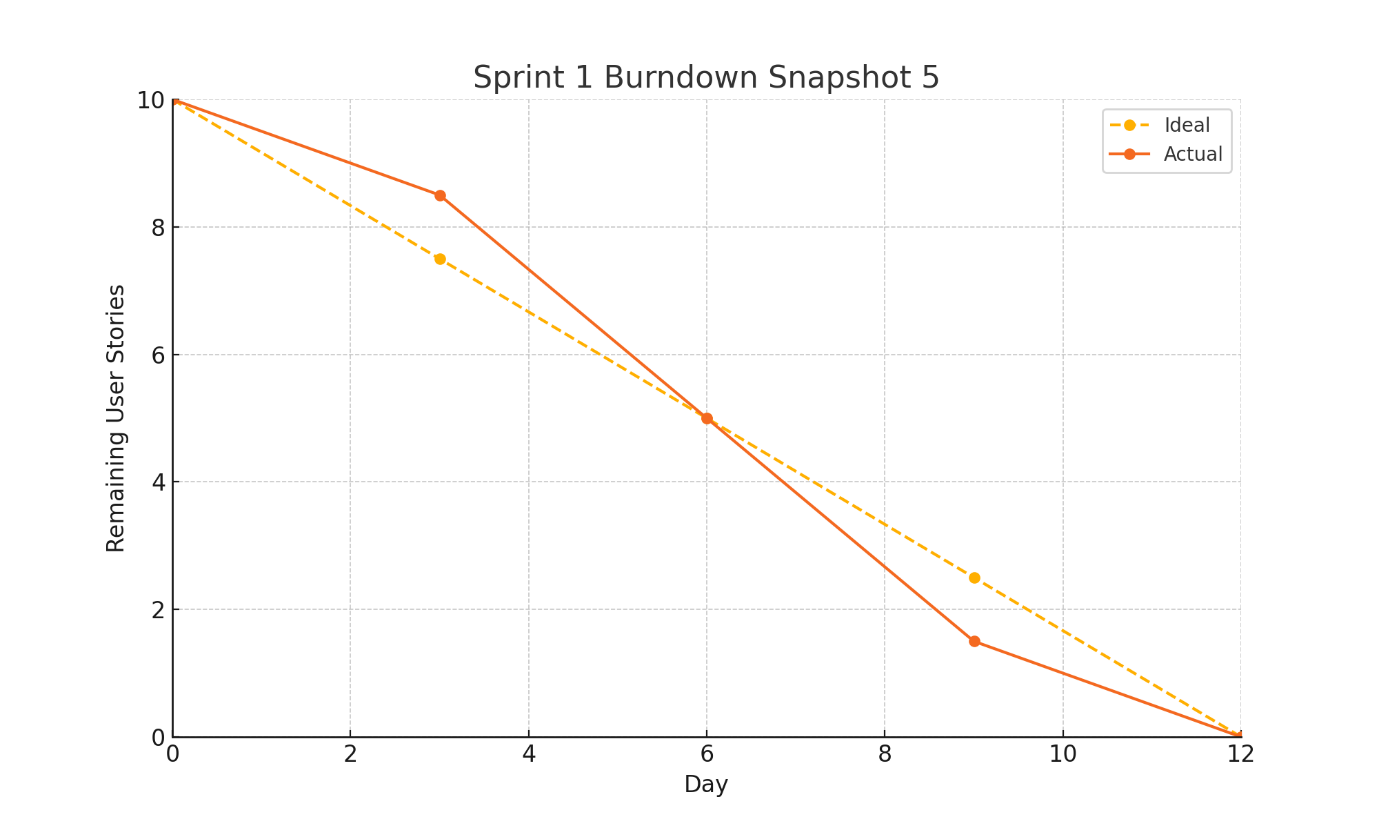 Sprint 1 Burndown Snapshot 5
Ideal
Actual
10
8
6
4
2
0
Remaining User Stories
0 2 4 6 8 10 12
Day